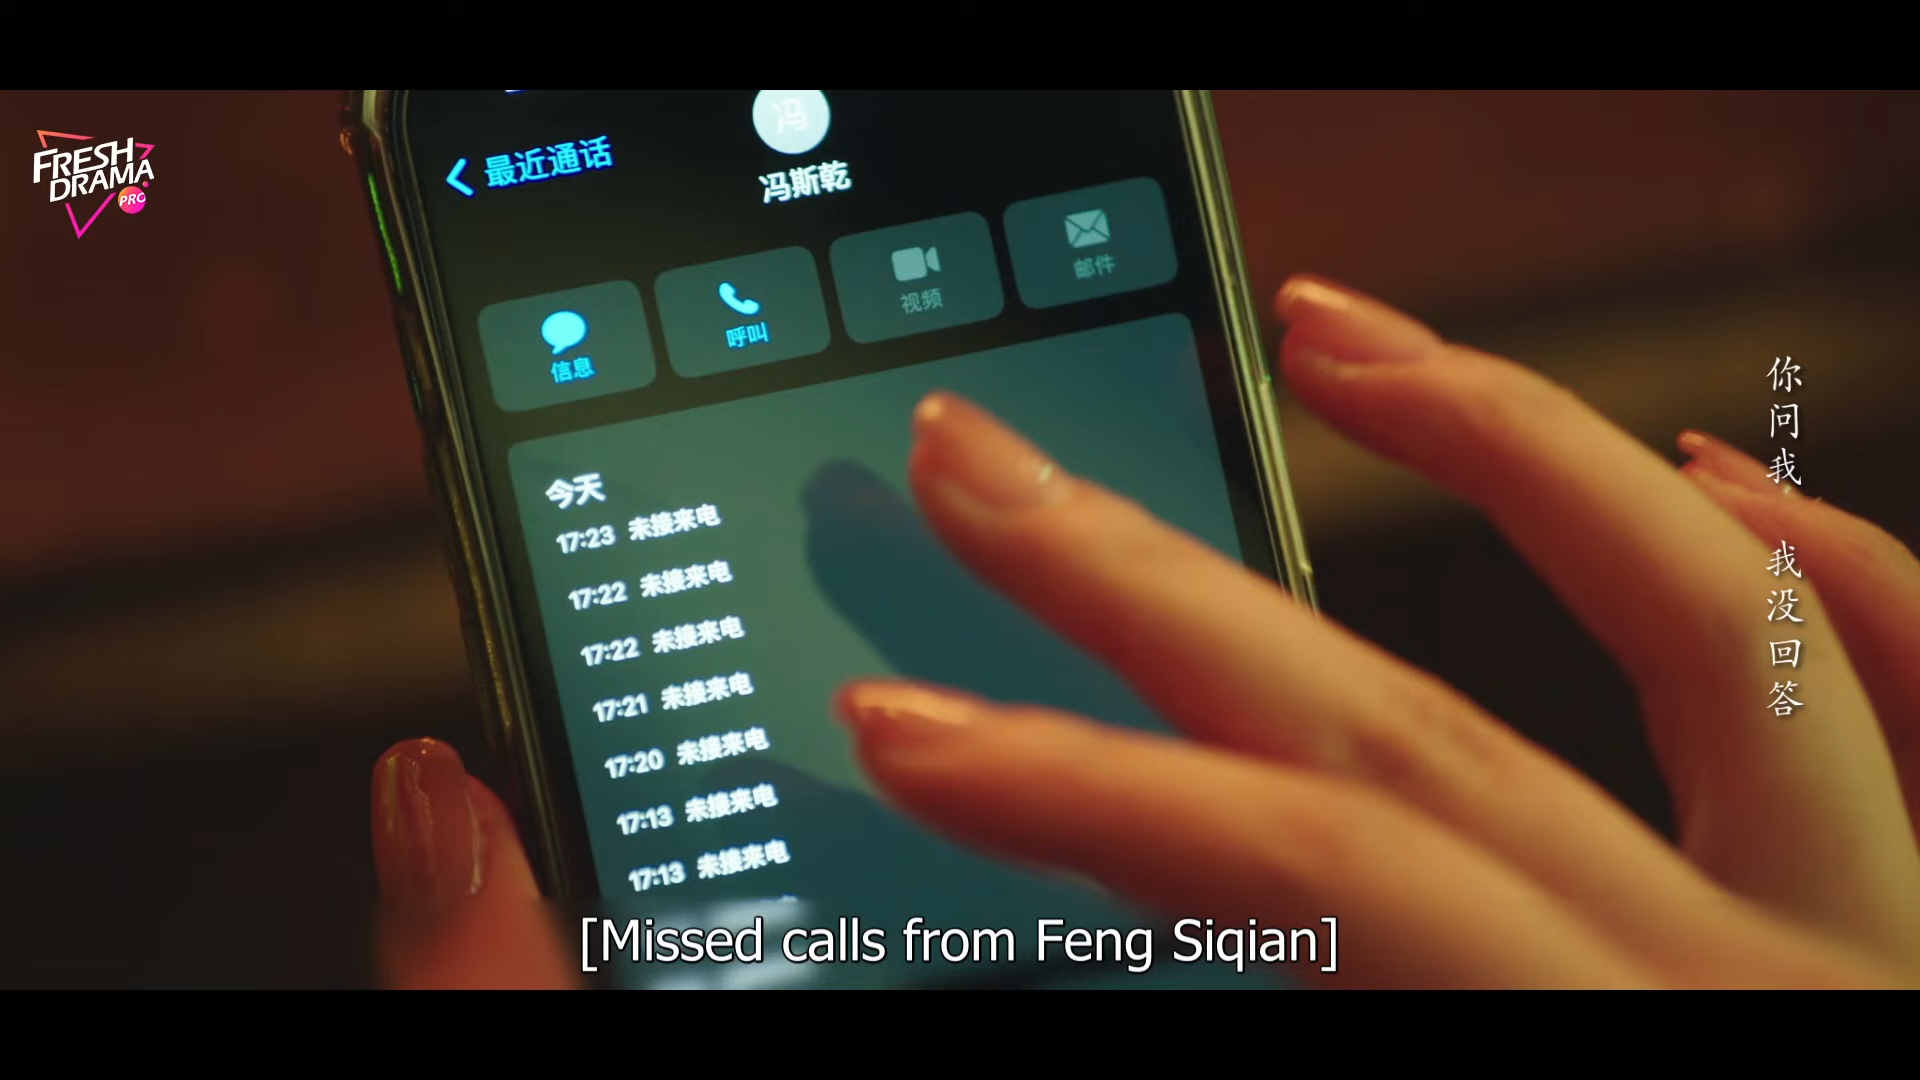 FRESH
DRAMA
PRO
冯
最近通话
冯斯乾
信息
呼叫
视频
邮件
今天
17:23 未接来电
17:22 未接来电
17:22 未接来电
17:21 未接来电
17:20 未接来电
17:13 未接来电
17:13 未接来电
你问我 我没回答
[Missed calls from Feng Siqian]